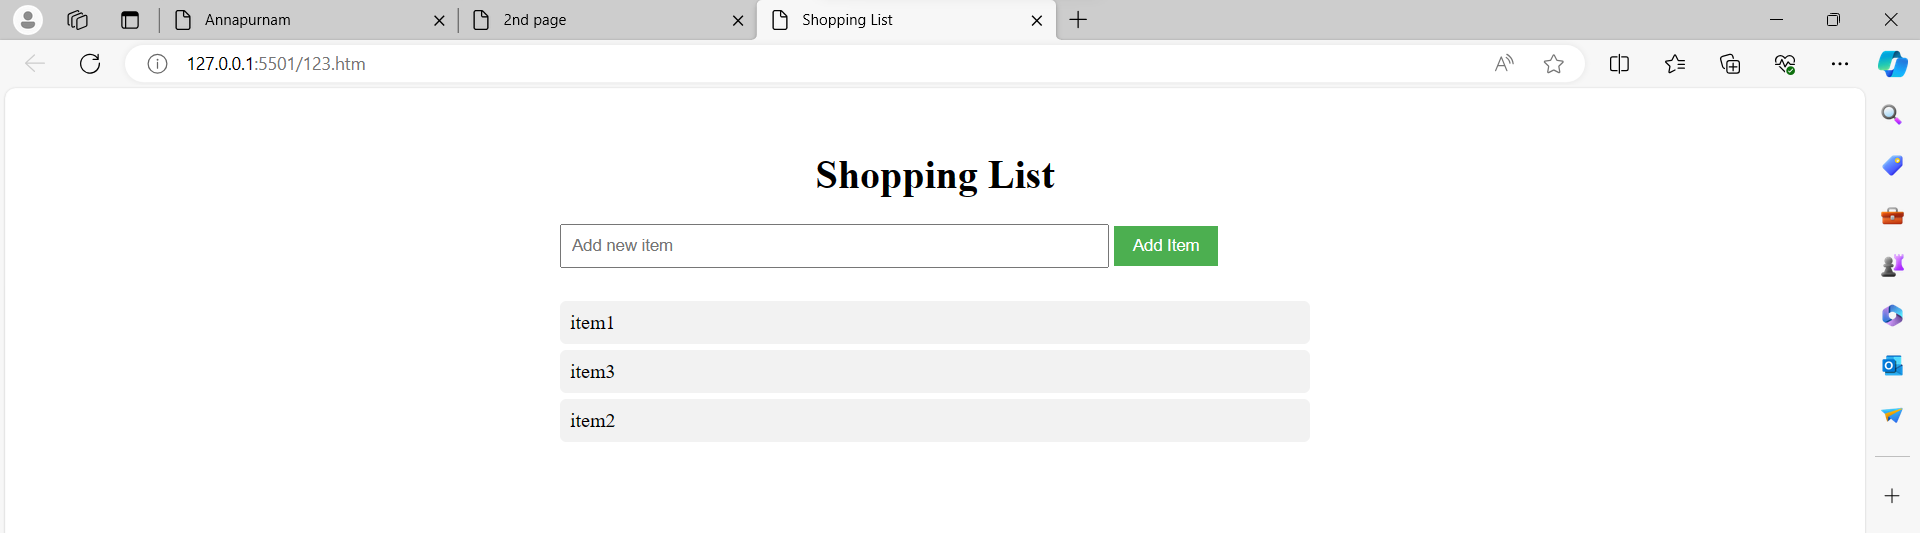 Annapurnam
2nd page
Shopping List
127.0.0.1:5501/123.htm
Shopping List
Add new item
Add Item
item1
item3
item2